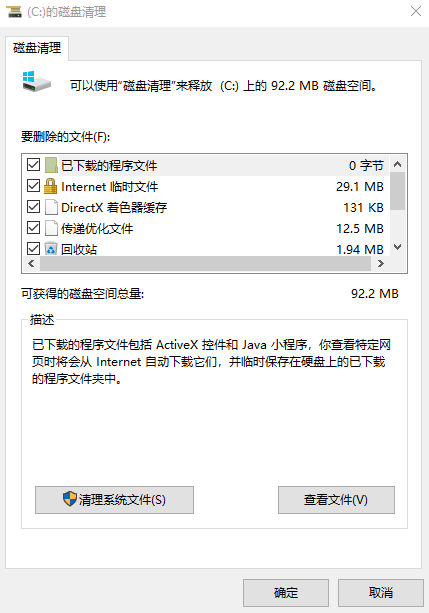 (C:)的磁盘清理
磁盘清理
可以使用“磁盘清理”来释放 (C:) 上的 92.2 MB 磁盘空间。
要删除的文件(F):
已下载的程序文件 0 字节
Internet 临时文件 29.1 MB
DirectX 着色器缓存 131 KB
传递优化文件 12.5 MB
回收站 1.94 MB
可获得的磁盘空间总量: 92.2 MB
描述
已下载的程序文件包括 ActiveX 控件和 Java 小程序，你查看特定网
页时将会从 Internet 自动下载它们，并临时保存在硬盘上的已下载
的程序文件夹中。
清理系统文件(S) 查看文件(V)
确定 取消